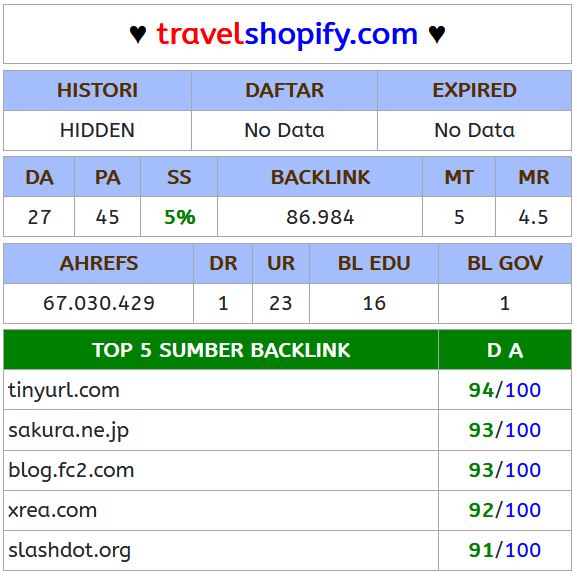 ♥ travelshopify.com ♥
HISTORI DAFTAR EXPIRED
HIDDEN No Data No Data
DA PA SS BACKLINK MT MR
27 45 5% 86.984 5 4.5
AHREFS DR UR BL EDU BL GOV
67.030.429 1 23 16 1
TOP 5 SUMBER BACKLINK D A
tinyurl.com 94/100
sakura.ne.jp 93/100
blog.fc2.com 93/100
xrea.com 92/100
slashdot.org 91/100